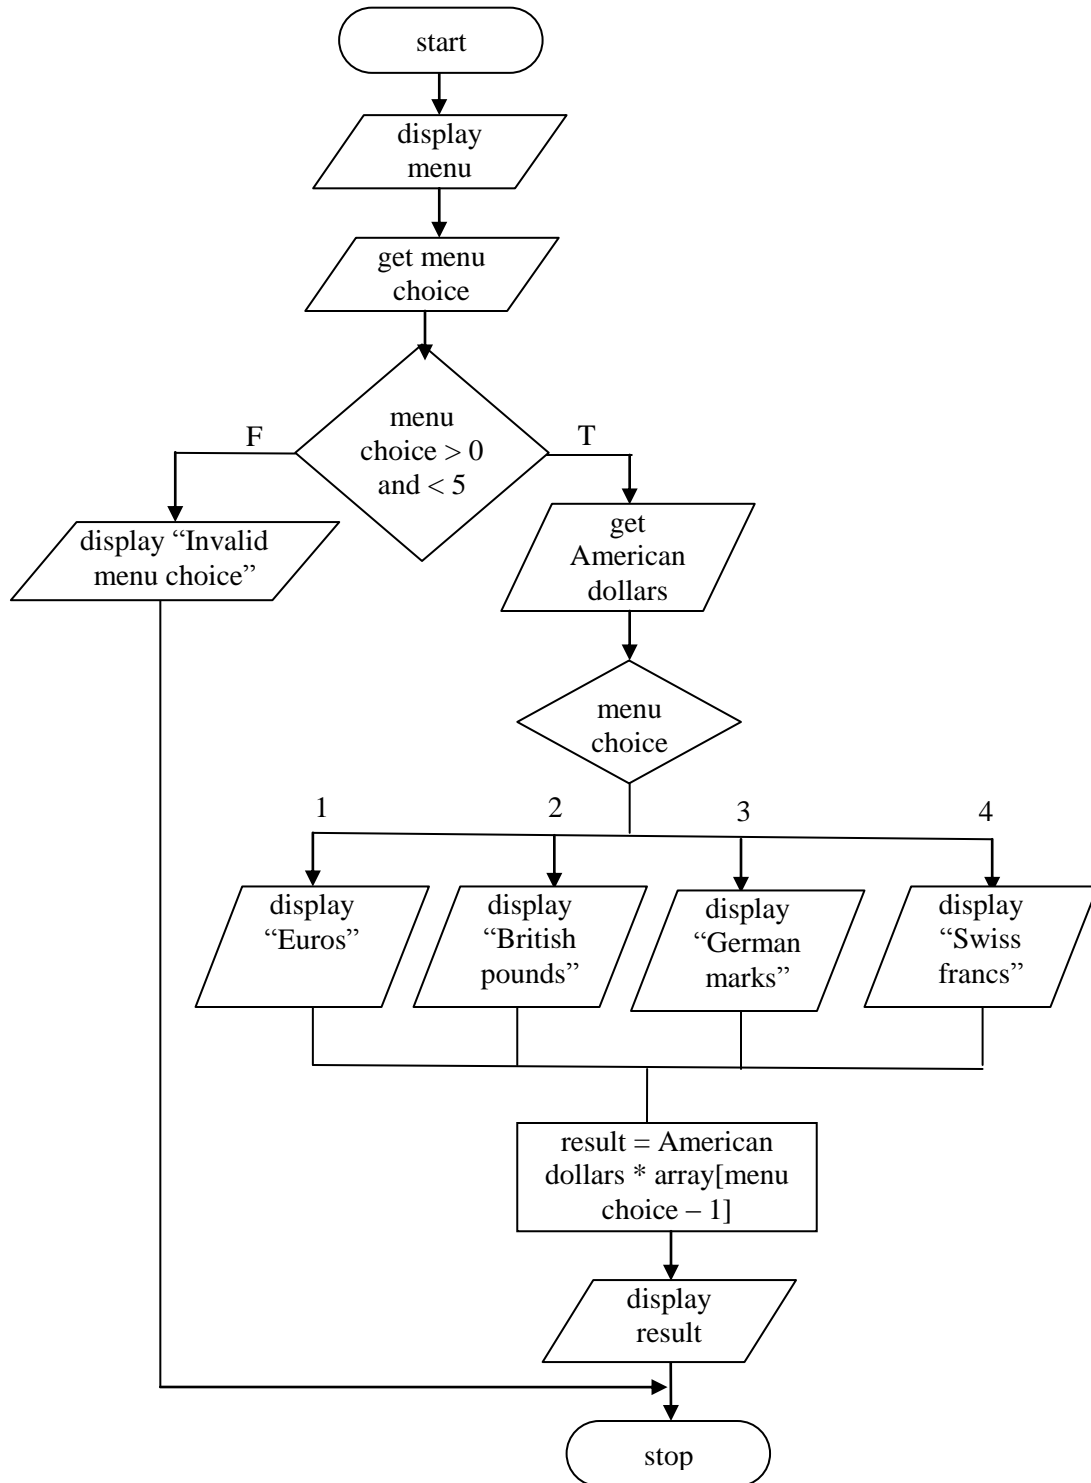 start
display
menu
get menu
choice
menu
choice > 0
and < 5
F
T
display “Invalid
menu choice”
get
American
dollars
menu
choice
1
2
3
4
display
“Euros”
display
“British
pounds”
display
“German
marks”
display
“Swiss
francs”
result = American
dollars * array[menu
choice – 1]
display
result
stop